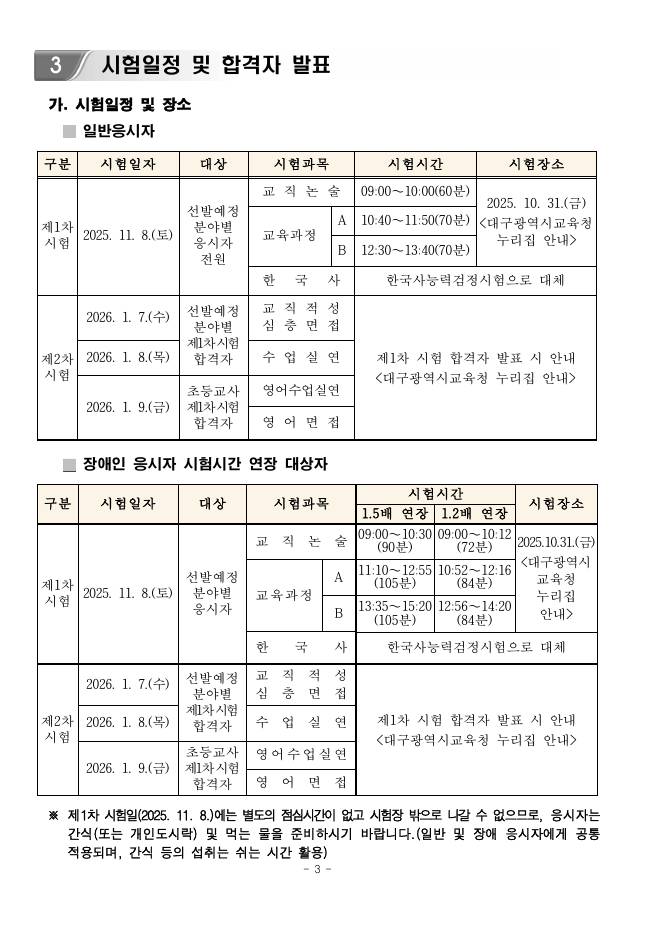 3 시험일정 및 합격자 발표
가. 시험일정 및 장소
■ 일반응시자
구분 시험일자 대상 시험과목 시험시간 시험장소
제1차 시험 2025. 11. 8.(토) 선발예정 분야별 응시자 전원 교 직 논 술 09:00～10:00(60분) 2025. 10. 31.(금) <대구광역시교육청 누리집 안내>
교육과정 A 10:40～11:50(70분)
B 12:30～13:40(70분)
한 국 사 한국사능력검정시험으로 대체
제2차 시험 2026. 1. 7.(수) 선발예정 분야별 제1차시험 합격자 교 직 적 성 심 층 면 접 제1차 시험 합격자 발표 시 안내 <대구광역시교육청 누리집 안내>
2026. 1. 8.(목) 수 업 실 연
2026. 1. 9.(금) 초등교사 제1차시험 합격자 영어수업실연
영 어 면 접
■ 장애인 응시자 시험시간 연장 대상자
구분 시험일자 대상 시험과목 시험시간 시험장소
1.5배 연장 1.2배 연장
제1차 시험 2025. 11. 8.(토) 선발예정 분야별 응시자 교 직 논 술 09:00～10:30 (90분) 09:00～10:12 (72분) 2025.10.31.(금) <대구광역시 교육청 누리집 안내>
교육과정 A 11:10～12:55 (105분) 10:52～12:16 (84분)
B 13:35～15:20 (105분) 12:56～14:20 (84분)
한 국 사 한국사능력검정시험으로 대체
제2차 시험 2026. 1. 7.(수) 선발예정 분야별 제1차시험 합격자 교 직 적 성 심 층 면 접 제1차 시험 합격자 발표 시 안내 <대구광역시교육청 누리집 안내>
2026. 1. 8.(목) 수 업 실 연
2026. 1. 9.(금) 초등교사 제1차시험 합격자 영어수업실연
영 어 면 접
※ 제1차 시험일(2025. 11. 8.)에는 별도의 점심시간이 없고 시험장 밖으로 나갈 수 없으므로, 응시자는
간식(또는 개인도시락) 및 먹는 물을 준비하시기 바랍니다.(일반 및 장애 응시자에게 공통
적용되며, 간식 등의 섭취는 쉬는 시간 활용)
- 3 -